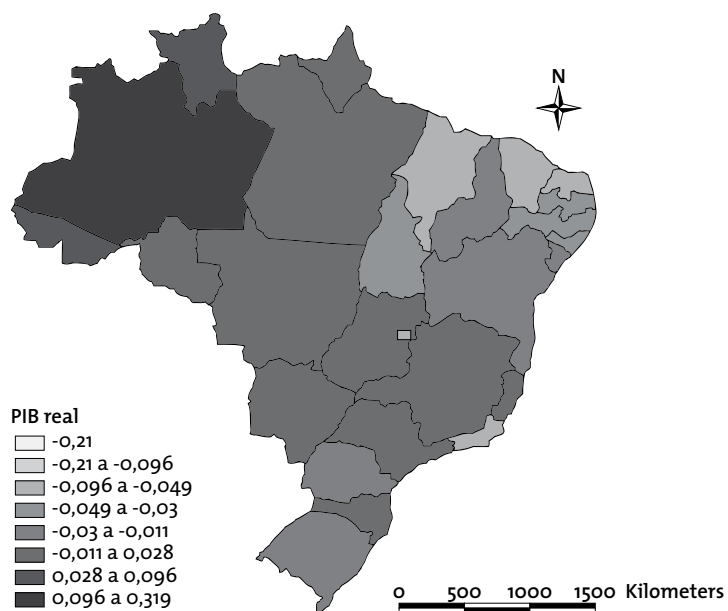 N
PIB real
-0,21
-0,21 a -0,096
-0,096 a -0,049
-0,049 a -0,03
-0,03 a -0,011
-0,011 a 0,028
0,028 a 0,096
0,096 a 0,319
0 500 1000 1500 Kilometers